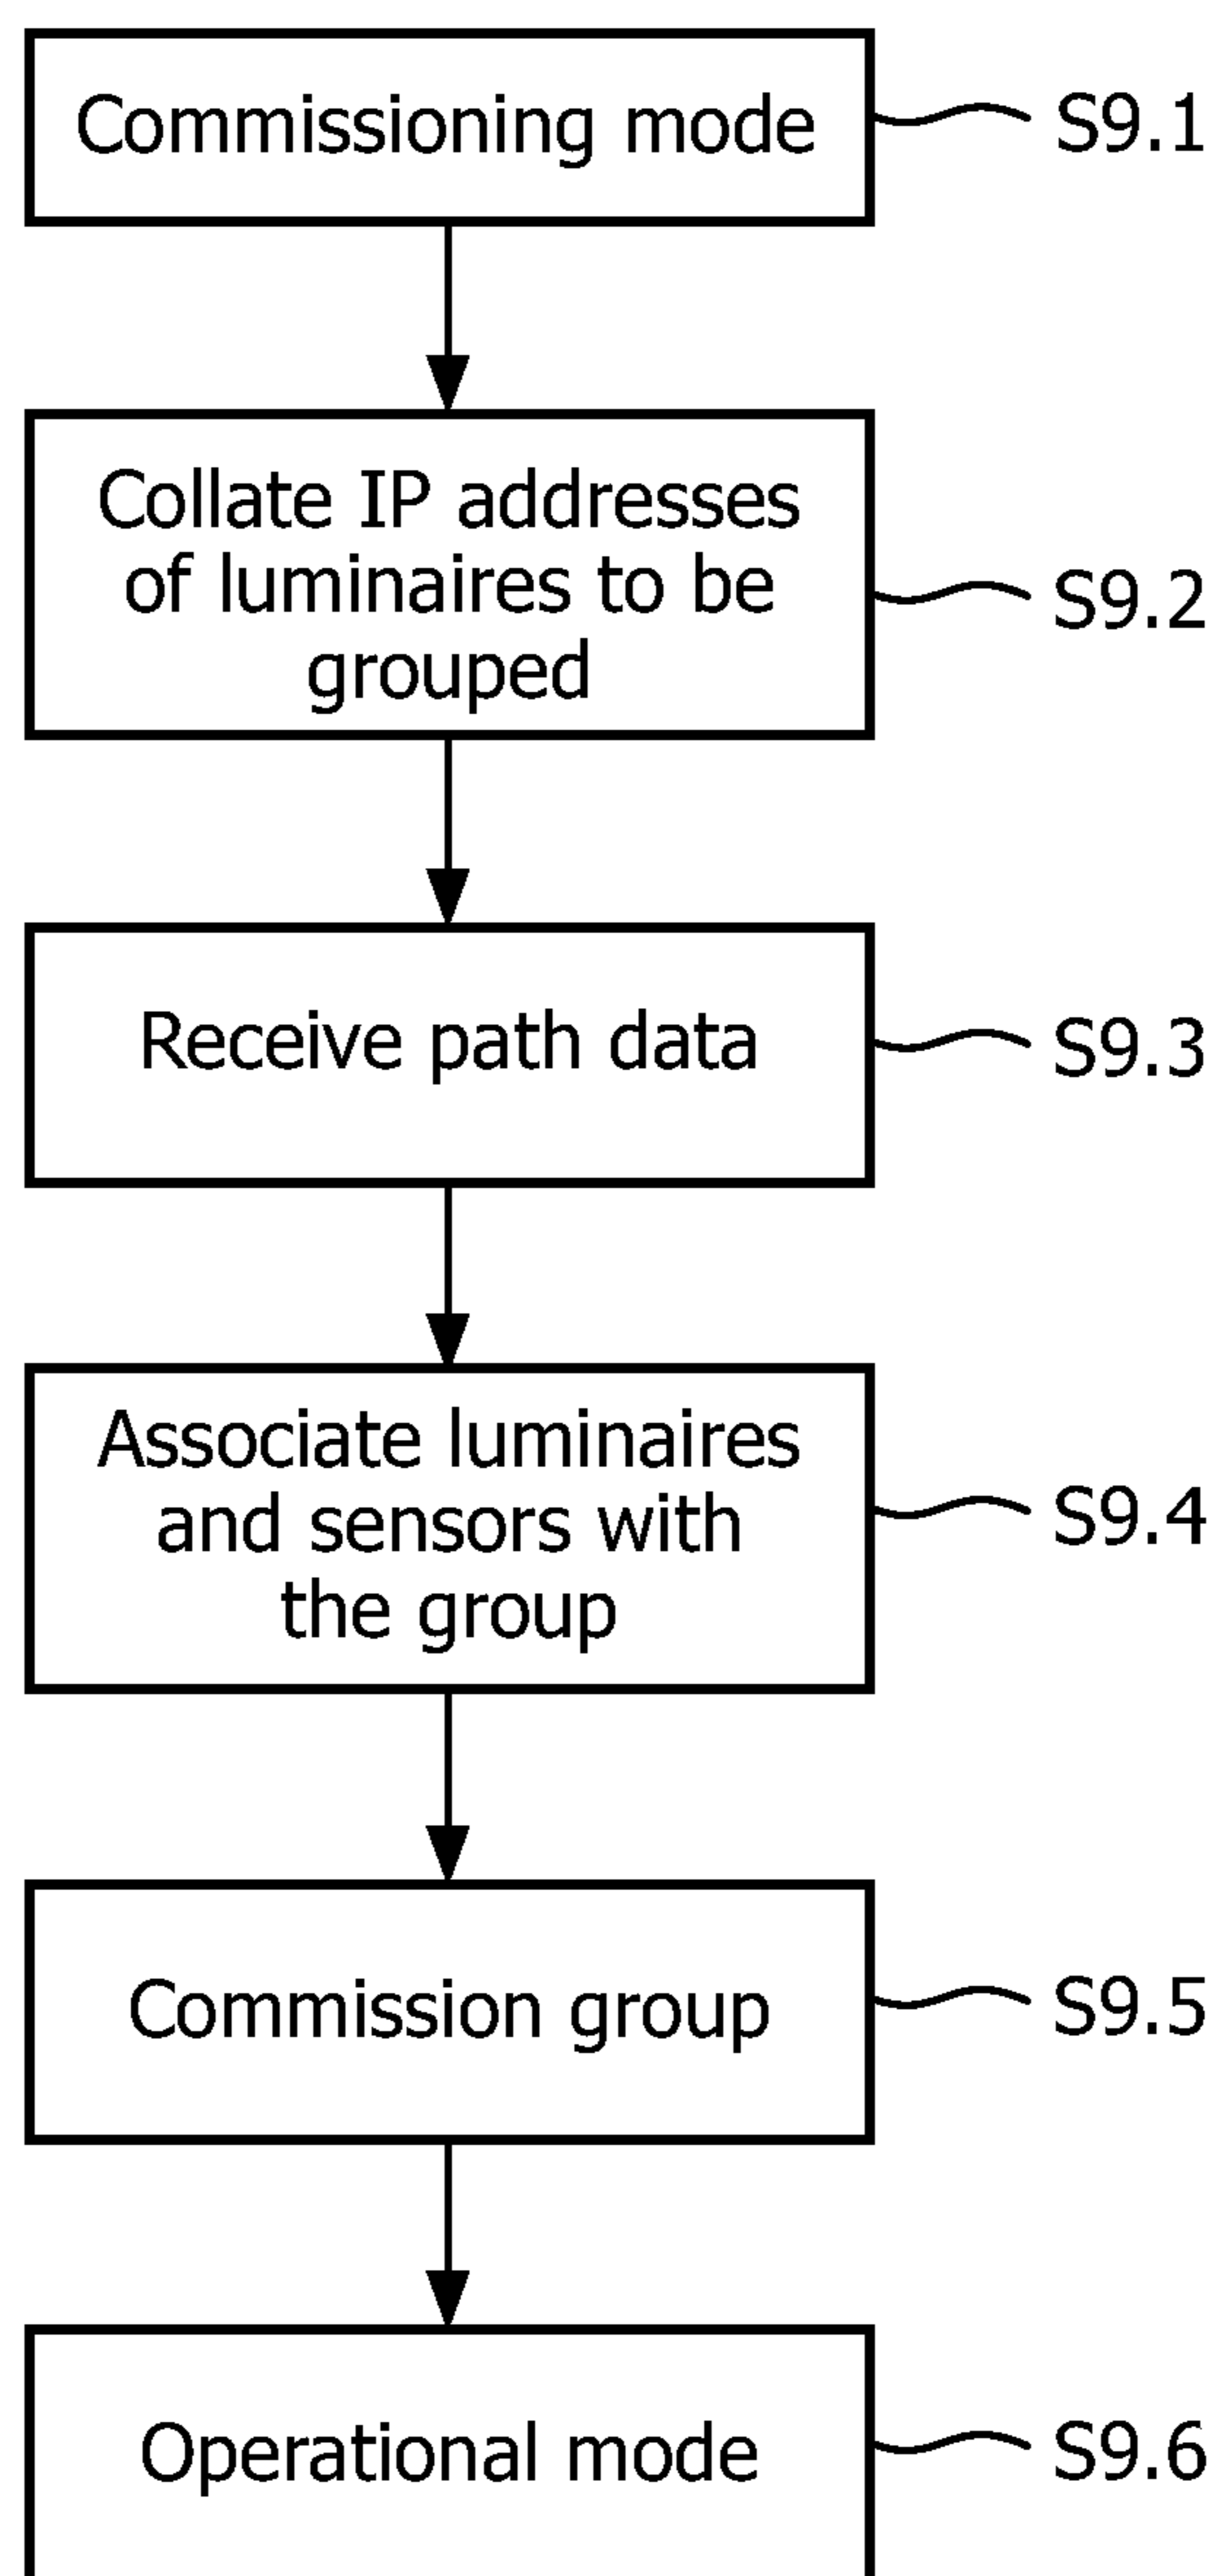 Commissioning mode
S9.1
Collate IP addresses
of luminaires to be
grouped
S9.2
Receive path data
S9.3
Associate luminaires
and sensors with
the group
S9.4
Commission group
S9.5
Operational mode
S9.6